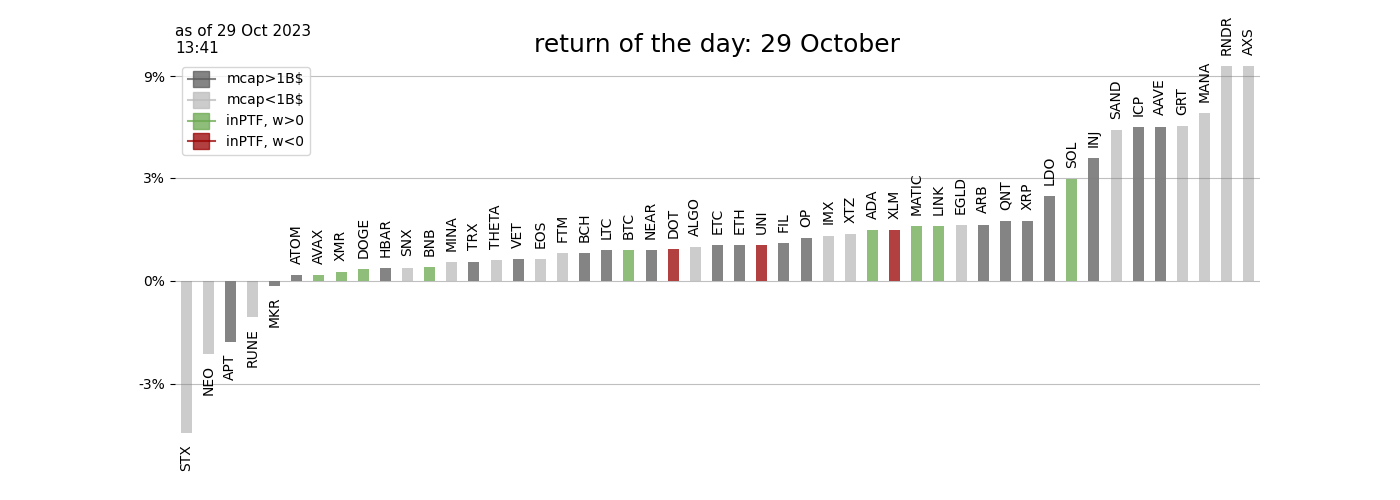 as of 29 Oct 2023
13:41
return of the day: 29 October
mcap>1B$
mcap<1B$
inPTF, w>0
inPTF, w<0
9%
3%
0%
-3%
STX
NEO
APT
RUNE
MKR
ATOM
AVAX
XMR
DOGE
HBAR
SNX
BNB
MINA
TRX
THETA
VET
EOS
FTM
BCH
LTC
BTC
NEAR
DOT
ALGO
ETC
ETH
UNI
FIL
OP
IMX
XTZ
ADA
XLM
MATIC
LINK
EGLD
ARB
QNT
XRP
LDO
SOL
INJ
SAND
ICP
AAVE
GRT
MANA
RNDR
AXS